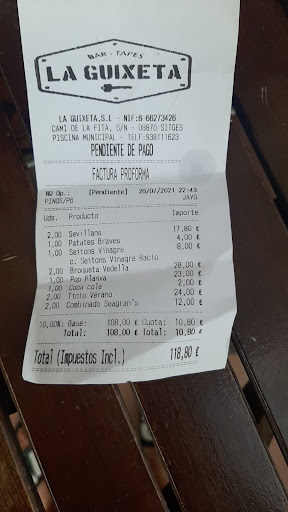 BAR-TAPES
LA GUIXETA
LA GUIXETA,S.L - NIF:B-66273426
CAMI DE LA FITA, S/N - 08870 SITGES
PISCINA MUNICIPAL - TELF:938111623
PENDIENTE DE PAGO
FACTURA PROFORMA
NO Op.: [Pendiente] 26/07/2021 22:43
PINOS/P6 JAYO
Uds. Producto Importe
2,00 Sevillans 17,80 €
1,00 Patates Braves 4,00 €
1,00 Seitons Vinagre 8,00 €
c. Seitons Vinagre Racio
2,00 Broqueta Vedella 28,00 €
1,00 Pop Planxa 23,00 €
1,00 Coca cola 2,00 €
2,00 Tinto Verano 24,00 €
2,00 Combinado Seagran's 12,00 €
10,00%: Base: 108,00 € Cuota: 10,80 €
Total: 108,00 € Total: 10,80 €
Total (Impuestos Incl.) 118,80 €